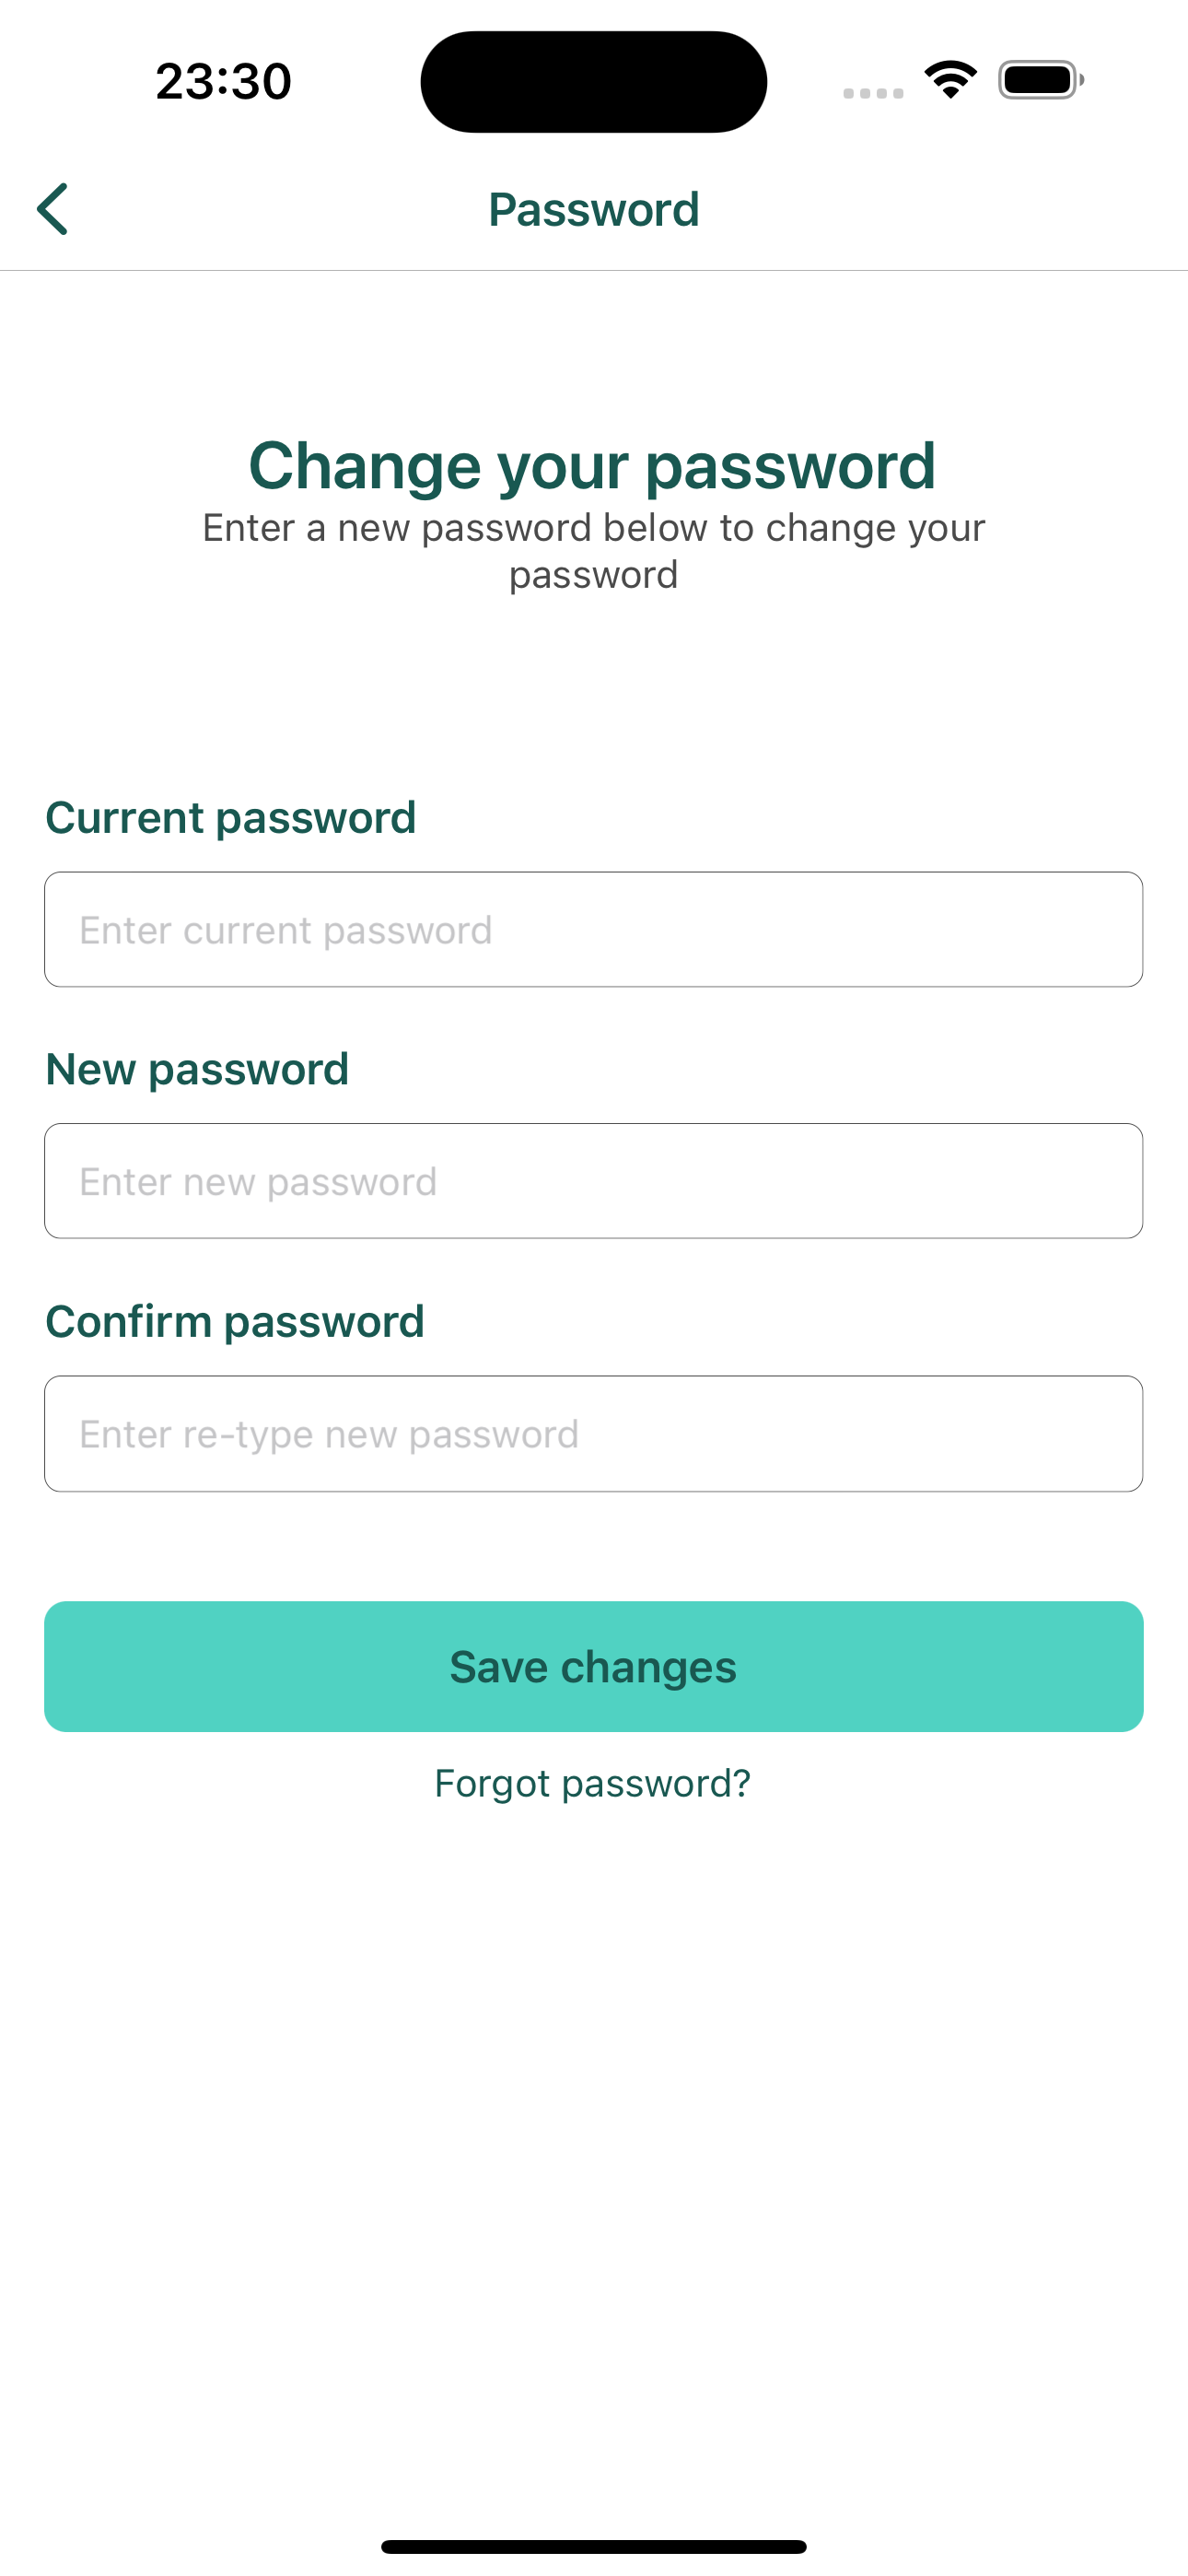 23:30
Password
Change your password
Enter a new password below to change your
password
Current password
Enter current password
New password
Enter new password
Confirm password
Enter re-type new password
Save changes
Forgot password?